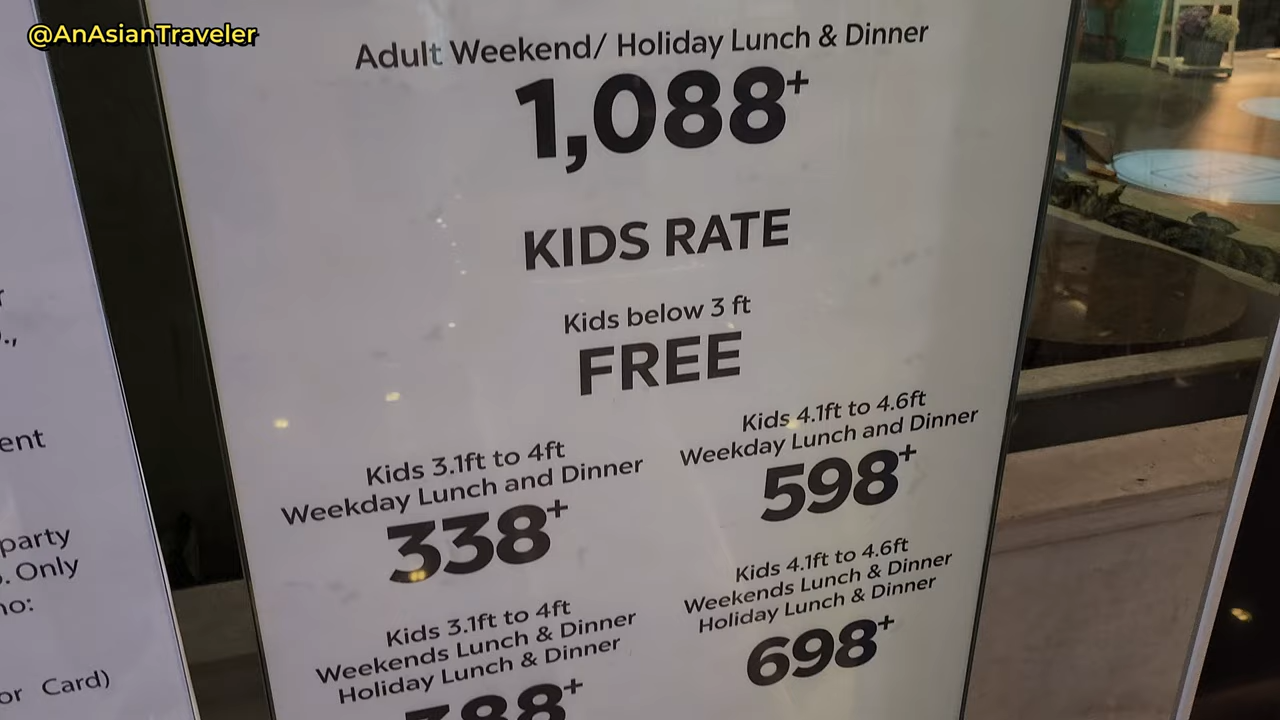 @AnAsianTraveler
Adult Weekend/ Holiday Lunch & Dinner
1,088+
KIDS RATE
Kids below 3 ft
FREE
Kids 3.1ft to 4ft
Weekday Lunch and Dinner
338+
Kids 4.1ft to 4.6ft
Weekday Lunch and Dinner
598+
Kids 3.1ft to 4ft
Weekends Lunch & Dinner
Holiday Lunch & Dinner
Kids 4.1ft to 4.6ft
Weekends Lunch & Dinner
Holiday Lunch & Dinner
698+
party
. Only
or Card)